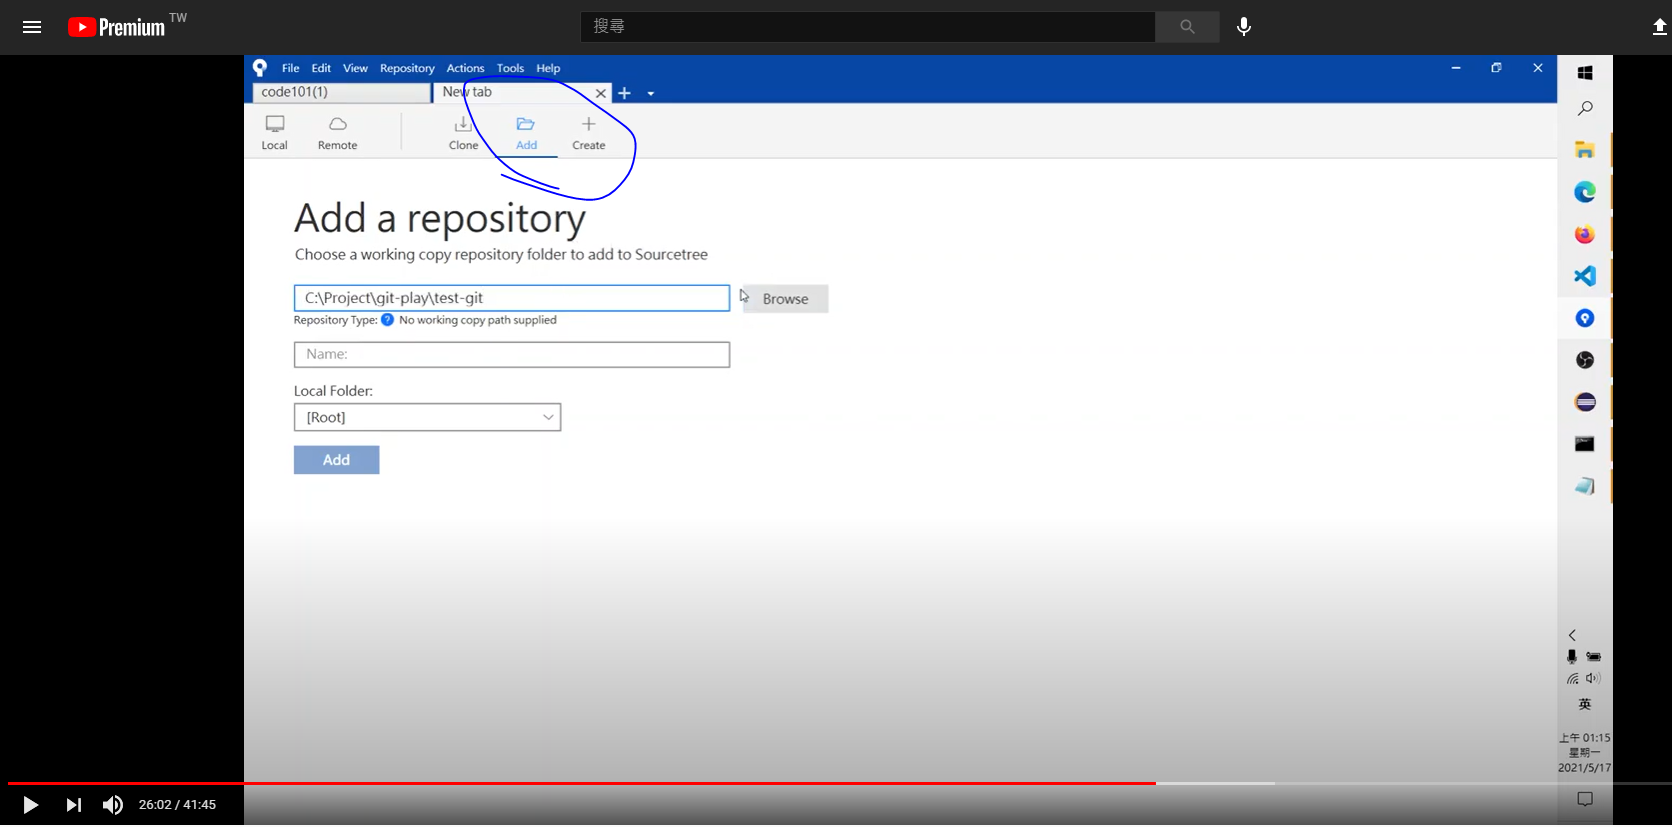 Premium TW
搜尋
File Edit View Repository Actions Tools Help
code101(1) New tab
Local Remote Clone Add Create
Add a repository
Choose a working copy repository folder to add to Sourcetree
C:\Project\git-play\test-git Browse
Repository Type: ? No working copy path supplied
Name:
Local Folder:
[Root]
Add
英
上午 01:15
星期一
2021/5/17
26:02 / 41:45